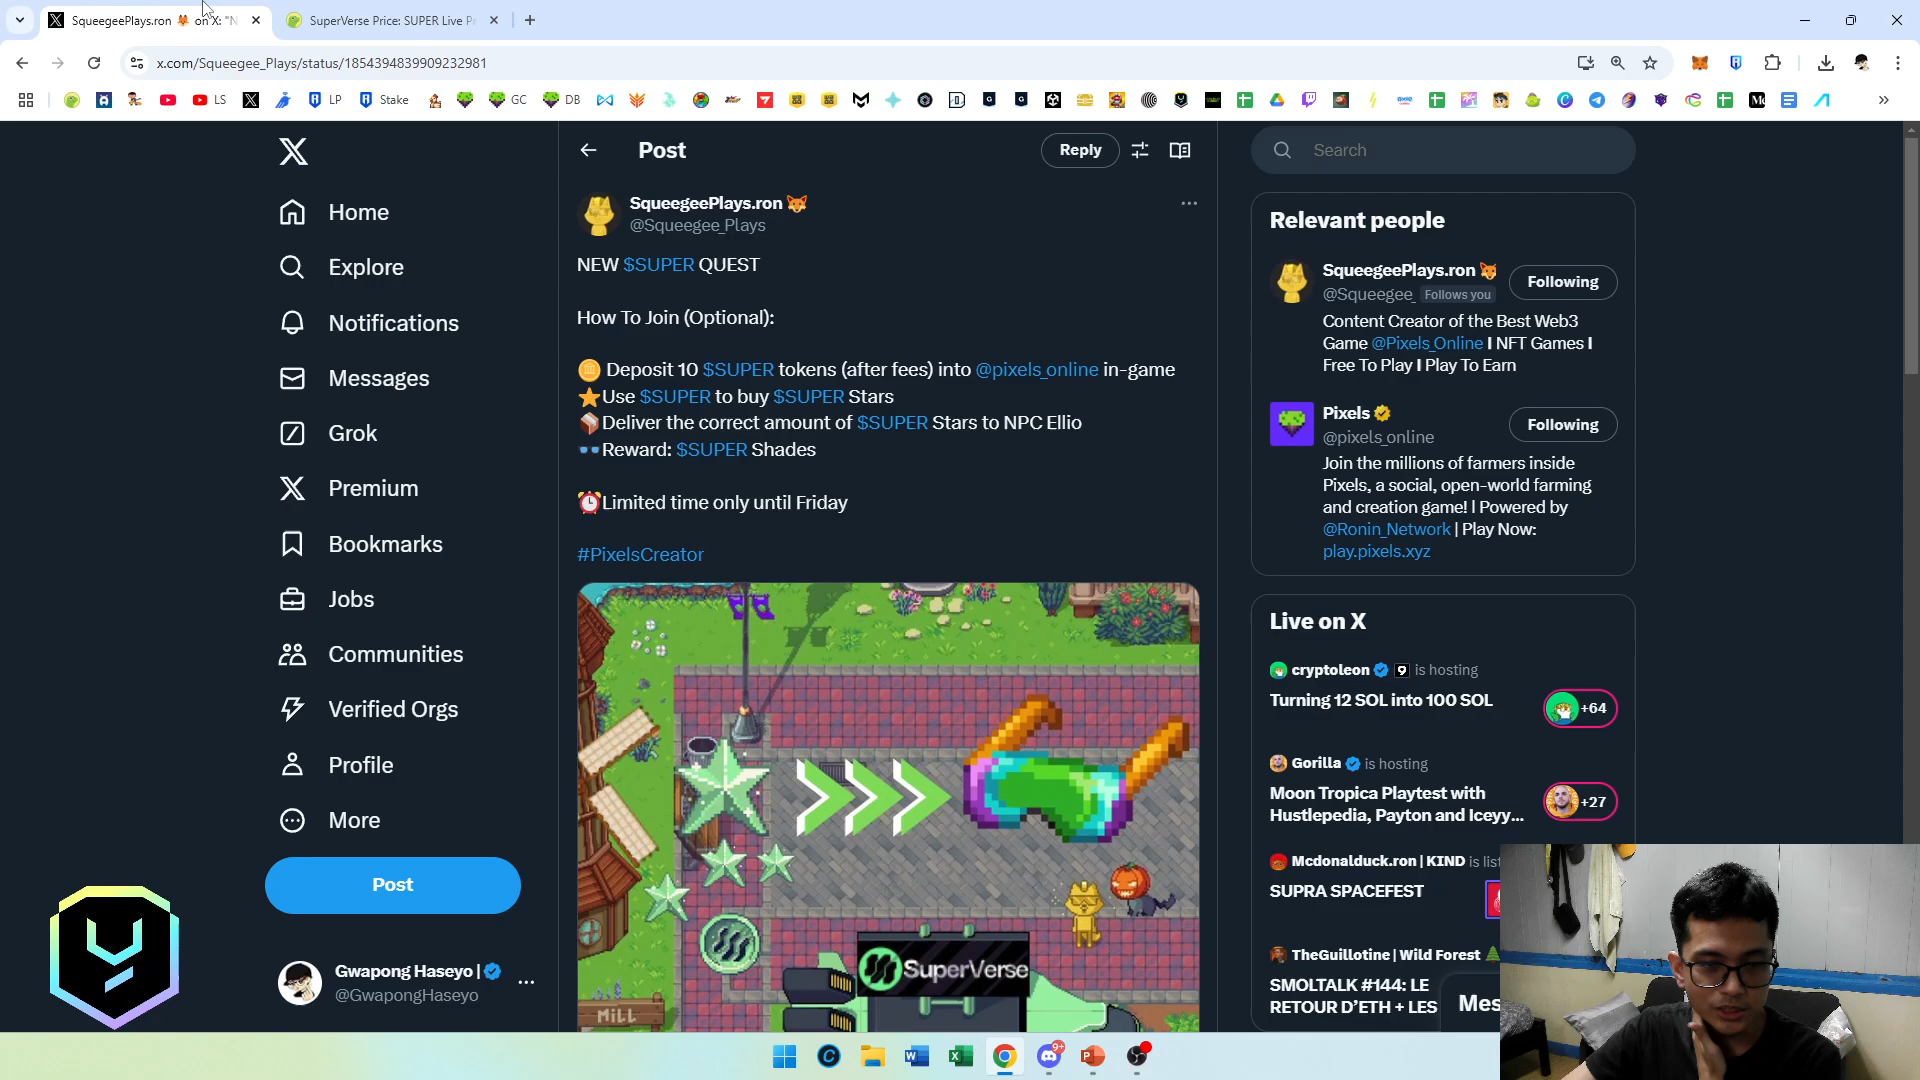 SqueegeePlays.ron 🦊 on X: "N
SuperVerse Price: SUPER Live P
x.com/Squeegee_Plays/status/1854394839909232981
LS
LP
Stake
GC
DB
Post
Reply
Search
Home
Explore
Notifications
Messages
Grok
Premium
Bookmarks
Jobs
Communities
Verified Orgs
Profile
More
Post
Gwapong Haseyo |
@GwapongHaseyo
SqueegeePlays.ron 🦊
@Squeegee_Plays
NEW $SUPER QUEST
How To Join (Optional):
🪙 Deposit 10 $SUPER tokens (after fees) into @pixels_online in-game
⭐Use $SUPER to buy $SUPER Stars
📦Deliver the correct amount of $SUPER Stars to NPC Ellio
🕶️Reward: $SUPER Shades
⏰Limited time only until Friday
#PixelsCreator
SuperVerse
MiLL
Relevant people
SqueegeePlays.ron 🦊
@Squeegee_ Follows you
Following
Content Creator of the Best Web3
Game @Pixels_Online I NFT Games I
Free To Play I Play To Earn
Pixels
@pixels_online
Following
Join the millions of farmers inside
Pixels, a social, open-world farming
and creation game! | Powered by
@Ronin_Network | Play Now:
play.pixels.xyz
Live on X
cryptoleon is hosting
Turning 12 SOL into 100 SOL
+64
Gorilla is hosting
Moon Tropica Playtest with
Hustlepedia, Payton and Iceyy...
+27
Mcdonalduck.ron | KIND is list
SUPRA SPACEFEST
TheGuillotine | Wild Forest
SMOLTALK #144: LE
RETOUR D'ETH + LES
Mes
9+